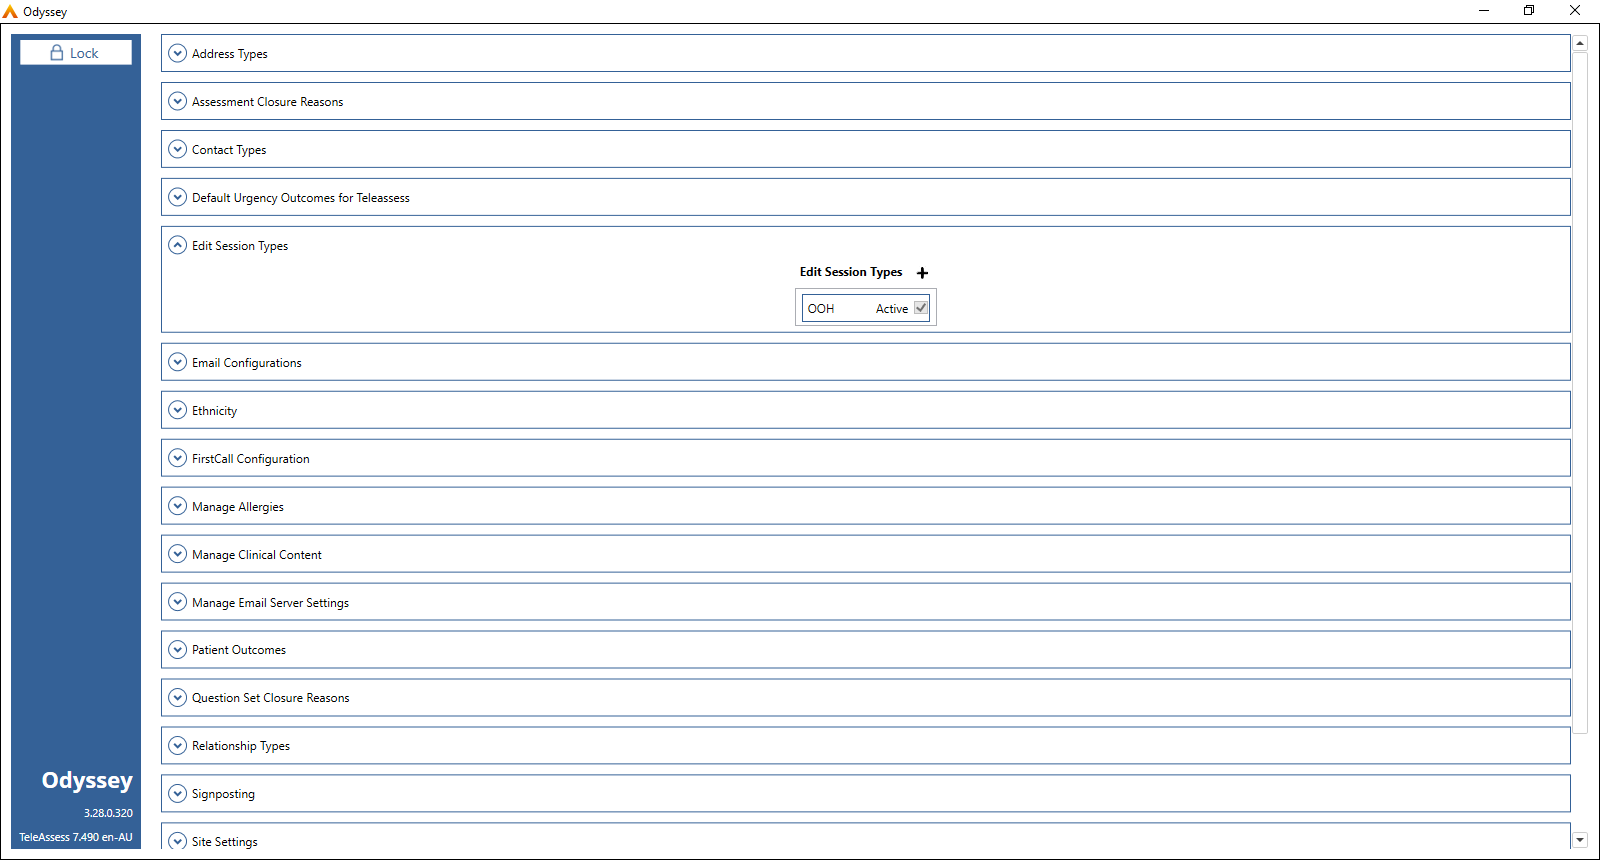 Odyssey
Lock
Address Types
Assessment Closure Reasons
Contact Types
Default Urgency Outcomes for Teleassess
Edit Session Types
Edit Session Types
OOH Active
Email Configurations
Ethnicity
FirstCall Configuration
Manage Allergies
Manage Clinical Content
Manage Email Server Settings
Patient Outcomes
Question Set Closure Reasons
Relationship Types
Signposting
Site Settings
Odyssey
3.28.0.320
TeleAssess 7.490 en-AU